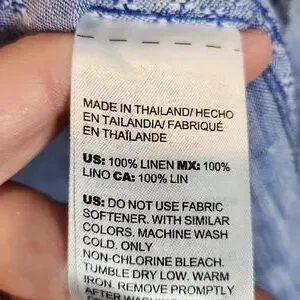 MADE IN THAILAND/ HECHO
EN TAILANDIA/ FABRIQUÉ
EN THAÏLANDE
US: 100% LINEN MX: 100%
LINO CA: 100% LIN
US: DO NOT USE FABRIC
SOFTENER. WITH SIMILAR
COLORS. MACHINE WASH
COLD. ONLY
NON-CHLORINE BLEACH.
TUMBLE DRY LOW. WARM
IRON. REMOVE PROMPTLY
AFTER